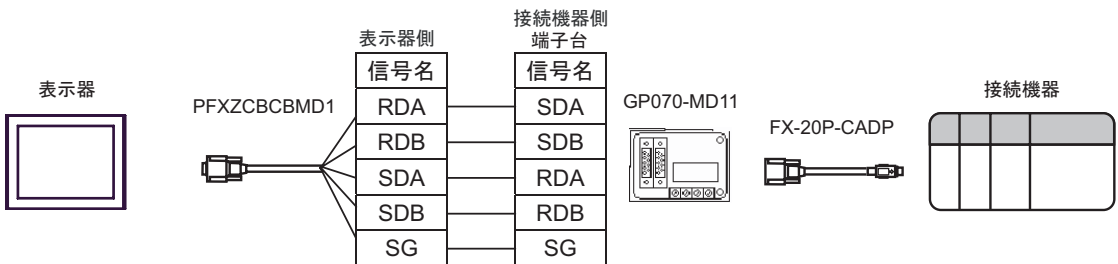 表示器
PFXZCBCBMD1
表示器側
信号名
RDA
RDB
SDA
SDB
SG
接続機器側
端子台
信号名
SDA
SDB
RDA
RDB
SG
GP070-MD11
FX-20P-CADP
接続機器